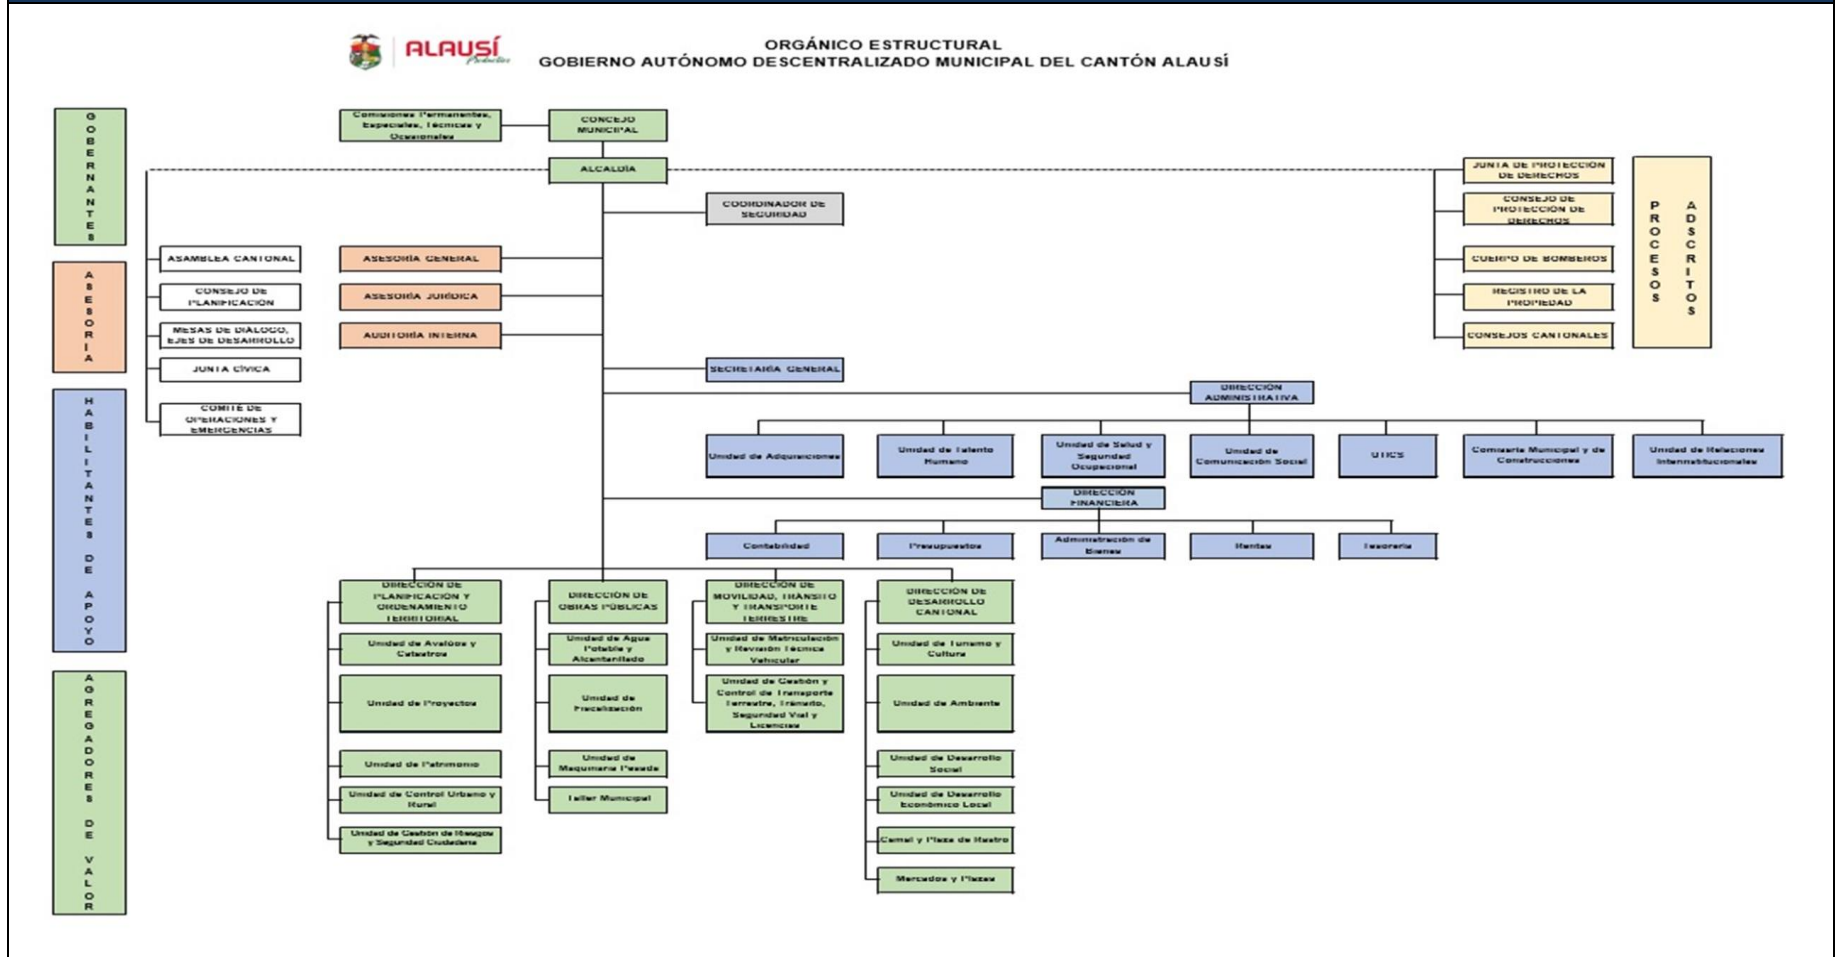 ALAUSÍ
Productivo
ORGÁNICO ESTRUCTURAL
GOBIERNO AUTÓNOMO DESCENTRALIZADO MUNICIPAL DEL CANTÓN ALAUSÍ
GOBERNANTES
Comisiones Permanentes,
Especiales, Técnicas y
Ocasionales
CONCEJO
MUNICIPAL
ALCALDÍA
COORDINADOR DE
SEGURIDAD
JUNTA DE PROTECCIÓN
DE DERECHOS
CONSEJO DE
PROTECCIÓN DE
DERECHOS
CUERPO DE BOMBEROS
REGISTRO DE LA
PROPIEDAD
CONSEJOS CANTONALES
PROCESOS
ADSCRITOS
ASESORIA
ASAMBLEA CANTONAL
CONSEJO DE
PLANIFICACIÓN
MESAS DE DIÁLOGO,
EJES DE DESARROLLO
JUNTA CÍVICA
COMITÉ DE
OPERACIONES Y
EMERGENCIAS
ASESORÍA GENERAL
ASESORÍA JURÍDICA
AUDITORÍA INTERNA
HABILITANTES DE APOYO
SECRETARÍA GENERAL
DIRECCIÓN
ADMINISTRATIVA
Unidad de Adquisiciones
Unidad de Talento
Humano
Unidad de Salud y
Seguridad
Ocupacional
Unidad de
Comunicación Social
UTICS
Comisaría Municipal y de
Construcciones
Unidad de Relaciones
Interinstitucionales
DIRECCIÓN
FINANCIERA
Contabilidad
Presupuestos
Administración de
Bienes
Rentas
Tesorería
AGREGADORES DE VALOR
DIRECCIÓN DE
PLANIFICACIÓN Y
ORDENAMIENTO
TERRITORIAL
Unidad de Avalúos y
Catastros
Unidad de Proyectos
Unidad de Patrimonio
Unidad de Control Urbano y
Rural
Unidad de Gestión de Riesgos
y Seguridad Ciudadana
DIRECCIÓN DE
OBRAS PÚBLICAS
Unidad de Agua
Potable y
Alcantarillado
Unidad de
Fiscalización
Unidad de
Maquinaria Pesada
Taller Municipal
DIRECCIÓN DE
MOVILIDAD, TRÁNSITO
Y TRANSPORTE
TERRESTRE
Unidad de Matriculación
y Revisión Técnica
Vehicular
Unidad de Gestión y
Control de Transporte
Terrestre, Tránsito,
Seguridad Vial y
Licencias
DIRECCIÓN DE
DESARROLLO
CANTONAL
Unidad de Turismo y
Cultura
Unidad de Ambiente
Unidad de Desarrollo
Social
Unidad de Desarrollo
Económico Local
Camal y Plaza de Rastro
Mercados y Plazas